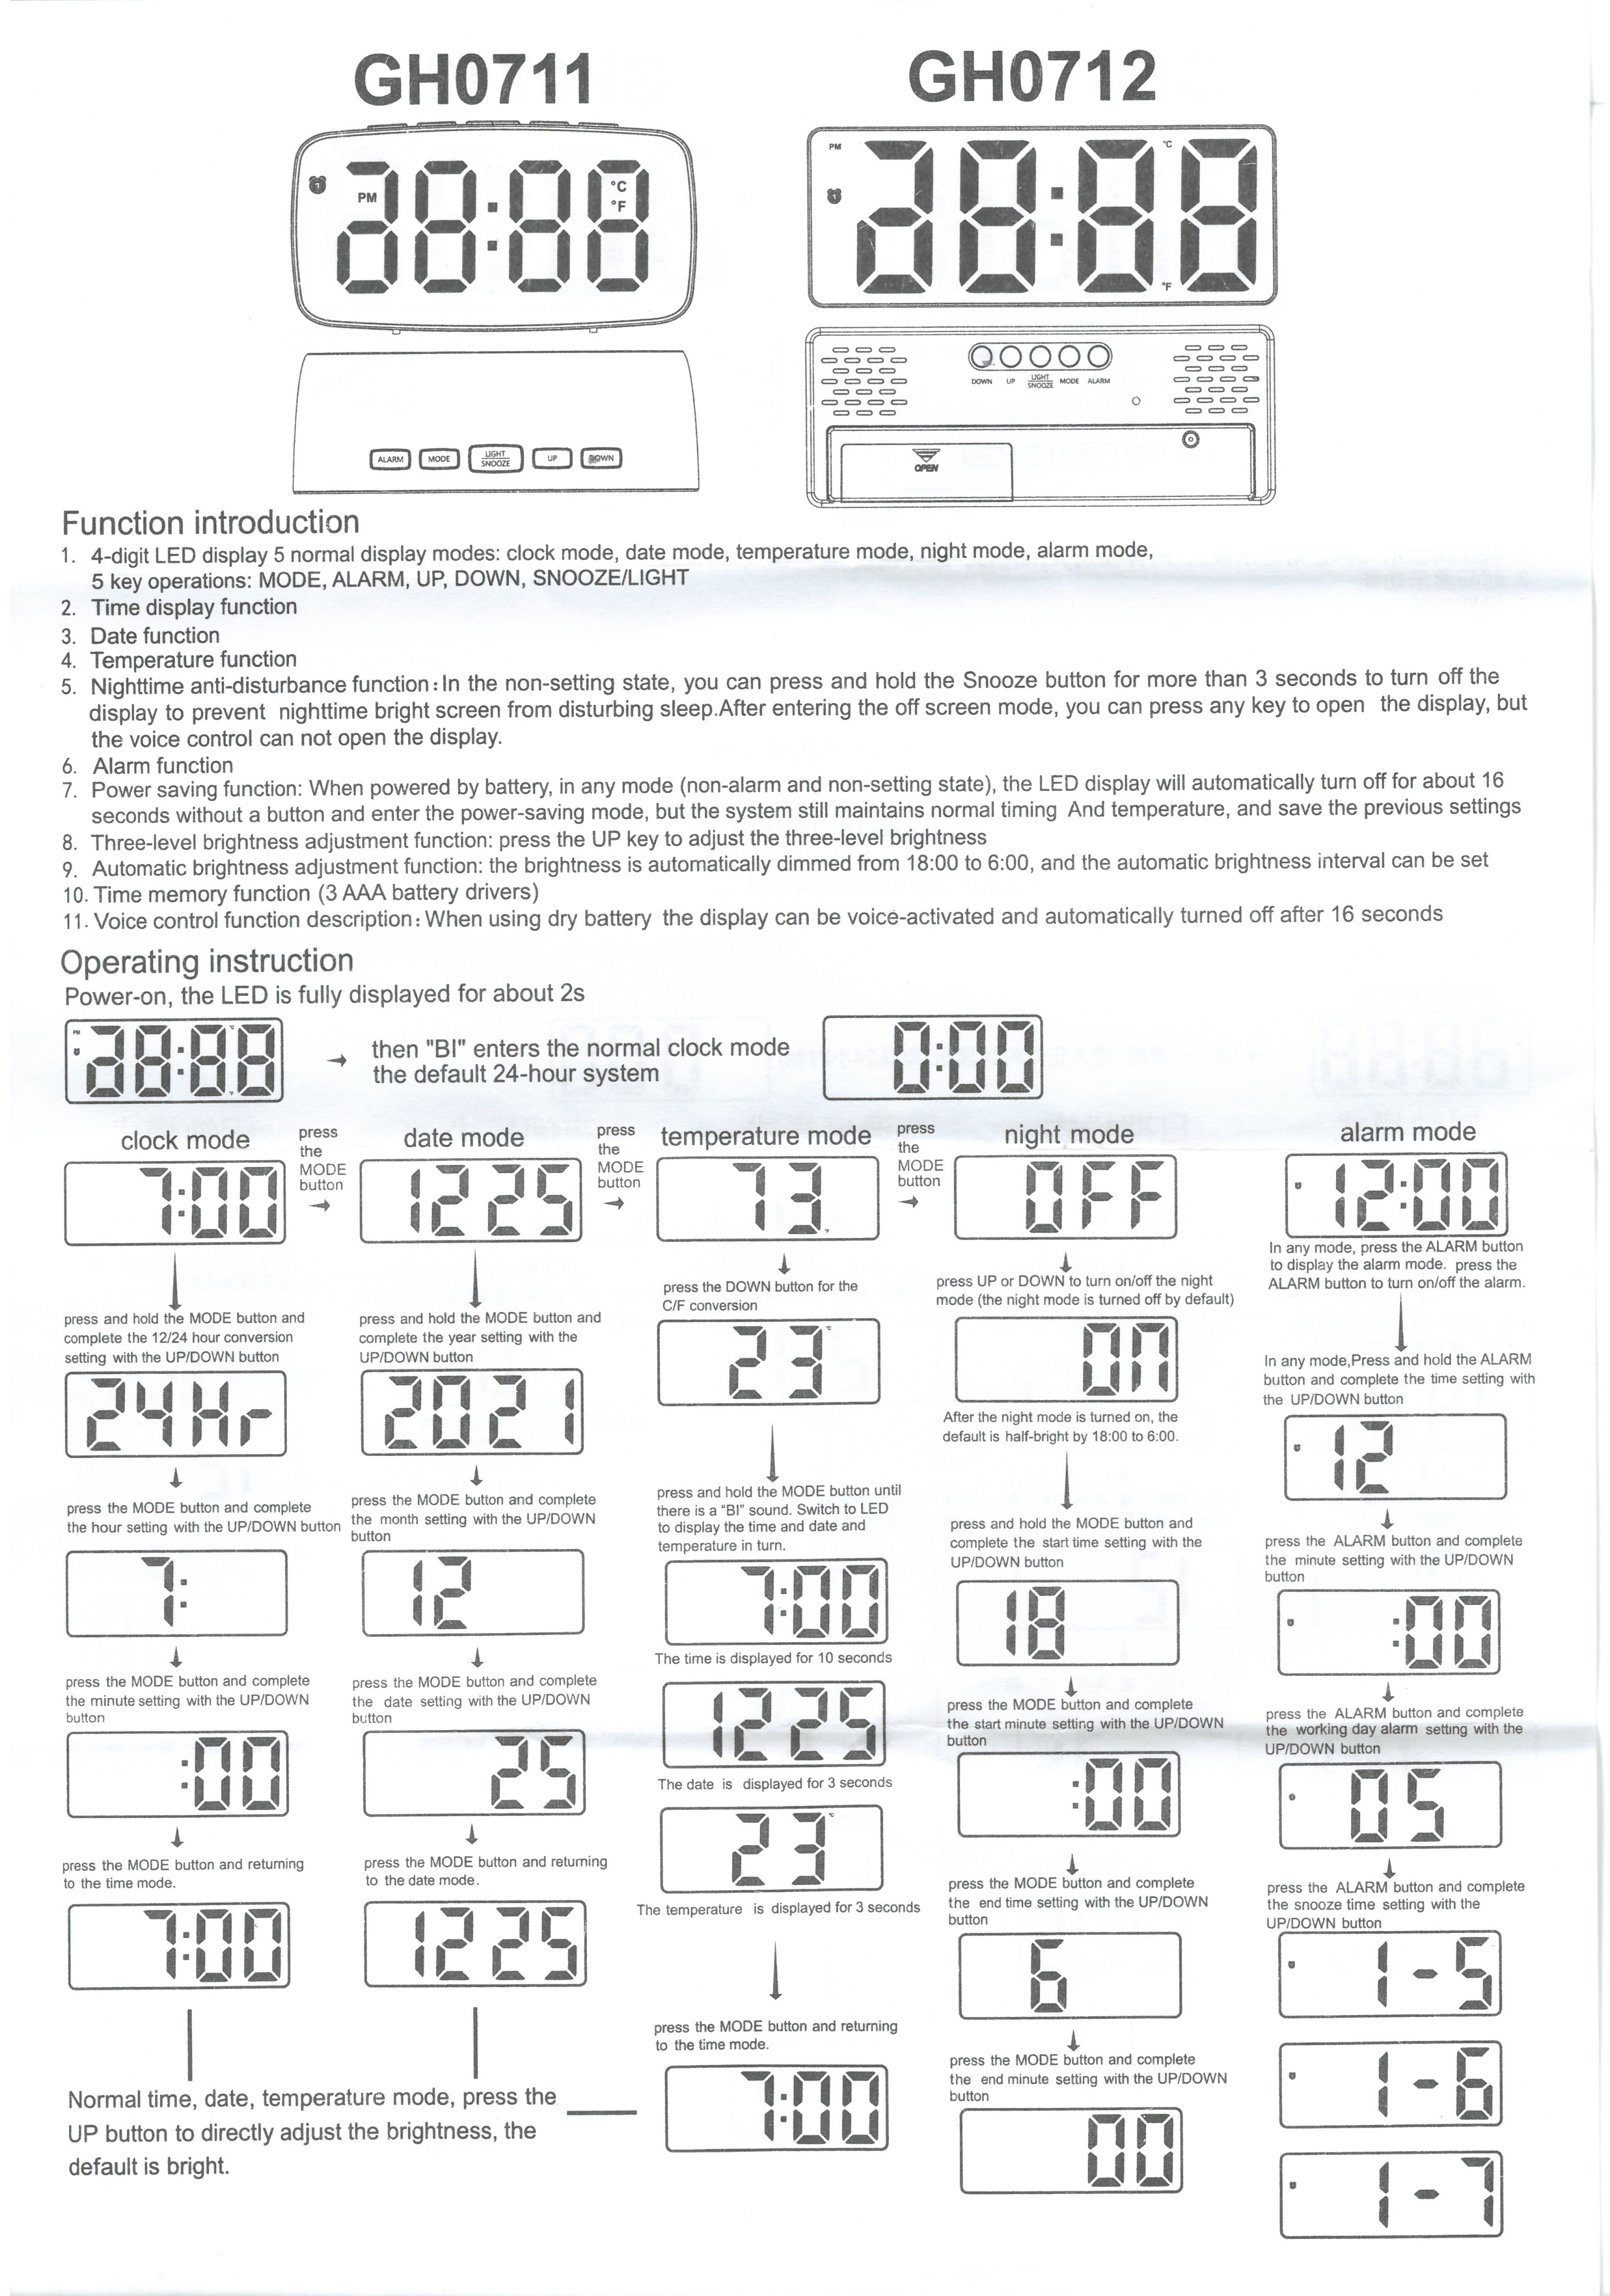 GH0711
GH0712
PM
°C
°F
PM
°C
°F
DOWN UP LIGHT SNOOZE MODE ALARM
OPEN
ALARM MODE LIGHT SNOOZE UP DOWN
Function introduction
1. 4-digit LED display 5 normal display modes: clock mode, date mode, temperature mode, night mode, alarm mode,
5 key operations: MODE, ALARM, UP, DOWN, SNOOZE/LIGHT
2. Time display function
3. Date function
4. Temperature function
5. Nighttime anti-disturbance function: In the non-setting state, you can press and hold the Snooze button for more than 3 seconds to turn off the
display to prevent nighttime bright screen from disturbing sleep.After entering the off screen mode, you can press any key to open the display, but
the voice control can not open the display.
6. Alarm function
7. Power saving function: When powered by battery, in any mode (non-alarm and non-setting state), the LED display will automatically turn off for about 16
seconds without a button and enter the power-saving mode, but the system still maintains normal timing And temperature, and save the previous settings
8. Three-level brightness adjustment function: press the UP key to adjust the three-level brightness
9. Automatic brightness adjustment function: the brightness is automatically dimmed from 18:00 to 6:00, and the automatic brightness interval can be set
10. Time memory function (3 AAA battery drivers)
11. Voice control function description: When using dry battery the display can be voice-activated and automatically turned off after 16 seconds
Operating instruction
Power-on, the LED is fully displayed for about 2s
28:88
then "BI" enters the normal clock mode
the default 24-hour system
0:00
clock mode
7:00
press and hold the MODE button and
complete the 12/24 hour conversion
setting with the UP/DOWN button
24Hr
press the MODE button and complete
the hour setting with the UP/DOWN button
7:
press the MODE button and complete
the minute setting with the UP/DOWN
button
:00
press the MODE button and returning
to the time mode.
7:00
press
the
MODE
button
date mode
1225
press and hold the MODE button and
complete the year setting with the
UP/DOWN button
2021
press the MODE button and complete
the month setting with the UP/DOWN
button
12
press the MODE button and complete
the date setting with the UP/DOWN
button
25
press the MODE button and returning
to the date mode.
1225
Normal time, date, temperature mode, press the
UP button to directly adjust the brightness, the
default is bright.
press
the
MODE
button
temperature mode
73 °F
press the DOWN button for the
C/F conversion
23 °C
press and hold the MODE button until
there is a "BI" sound. Switch to LED
to display the time and date and
temperature in turn.
7:00
The time is displayed for 10 seconds
1225
The date is displayed for 3 seconds
23 °C
The temperature is displayed for 3 seconds
press the MODE button and returning
to the time mode.
7:00
press
the
MODE
button
night mode
OFF
press UP or DOWN to turn on/off the night
mode (the night mode is turned off by default)
ON
After the night mode is turned on, the
default is half-bright by 18:00 to 6:00.
press and hold the MODE button and
complete the start time setting with the
UP/DOWN button
18
press the MODE button and complete
the start minute setting with the UP/DOWN
button
:00
press the MODE button and complete
the end time setting with the UP/DOWN
button
6
press the MODE button and complete
the end minute setting with the UP/DOWN
button
00
alarm mode
12:00
In any mode, press the ALARM button
to display the alarm mode. press the
ALARM button to turn on/off the alarm.
In any mode,Press and hold the ALARM
button and complete the time setting with
the UP/DOWN button
12
press the ALARM button and complete
the minute setting with the UP/DOWN
button
:00
press the ALARM button and complete
the working day alarm setting with the
UP/DOWN button
05
press the ALARM button and complete
the snooze time setting with the
UP/DOWN button
1-5
1-6
1-7